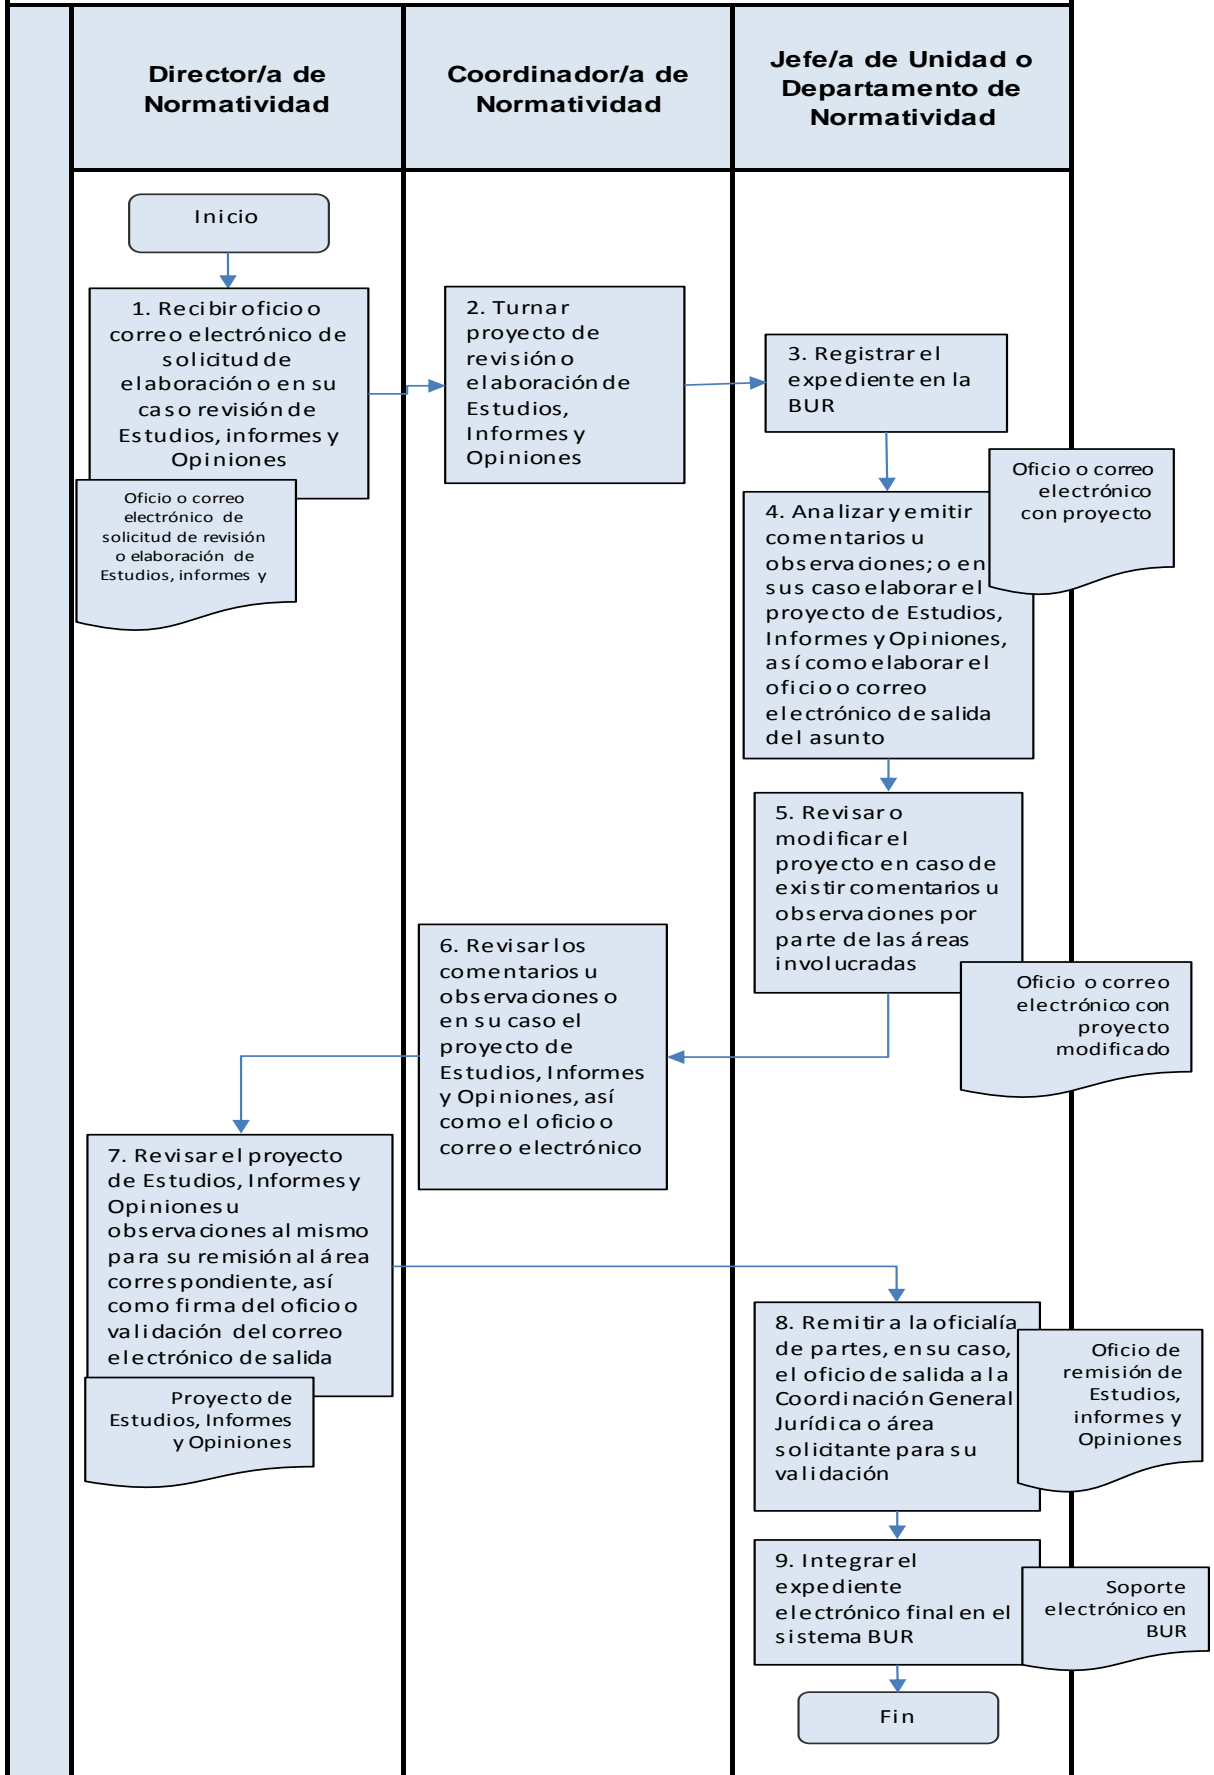 Director/a de
Normatividad
Coordinador/a de
Normatividad
Jefe/a de Unidad o
Departamento de
Normatividad
Inicio
1. Recibir oficio o
correo electrónico de
solicitud de
elaboración o en su
caso revisión de
Estudios, informes y
Opiniones
Oficio o correo
electrónico de
solicitud de revisión
o elaboración de
Estudios, informes y
2. Turnar
proyecto de
revisión o
elaboración de
Estudios,
Informes y
Opiniones
3. Registrar el
expediente en la
BUR
4. Analizar y emitir
comentarios u
observaciones; o en
sus caso elaborar el
proyecto de Estudios,
Informes y Opiniones,
así como elaborar el
oficio o correo
electrónico de salida
del asunto
Oficio o correo
electrónico
con proyecto
5. Revisar o
modificar el
proyecto en caso de
existir comentarios u
observaciones por
parte de las áreas
involucradas
Oficio o correo
electrónico con
proyecto
modificado
6. Revisar los
comentarios u
observaciones o
en su caso el
proyecto de
Estudios, Informes
y Opiniones, así
como el oficio o
correo electrónico
7. Revisar el proyecto
de Estudios, Informes y
Opiniones u
observaciones al mismo
para su remisión al área
correspondiente, así
como firma del oficio o
validación del correo
electrónico de salida
Proyecto de
Estudios, Informes
y Opiniones
8. Remitir a la oficialía
de partes, en su caso,
el oficio de salida a la
Coordinación General
Jurídica o área
solicitante para su
validación
Oficio de
remisión de
Estudios,
informes y
Opiniones
9. Integrar el
expediente
electrónico final en el
sistema BUR
Soporte
electrónico en
BUR
Fin